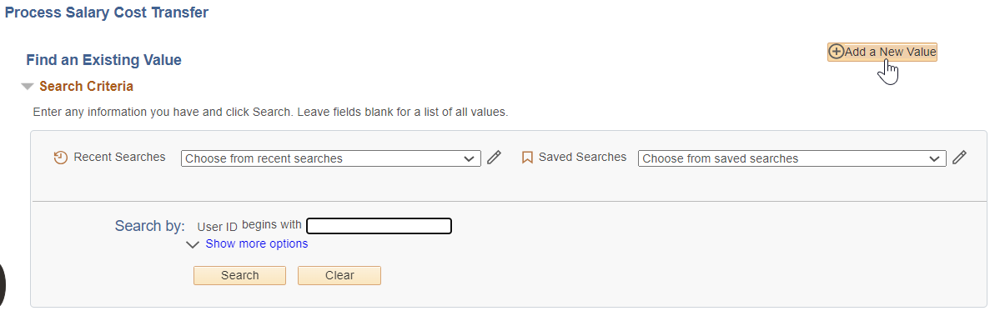 Process Salary Cost Transfer
Find an Existing Value
Add a New Value
Search Criteria
Enter any information you have and click Search. Leave fields blank for a list of all values.
Recent Searches Choose from recent searches Saved Searches Choose from saved searches
Search by: User ID begins with
Show more options
Search Clear